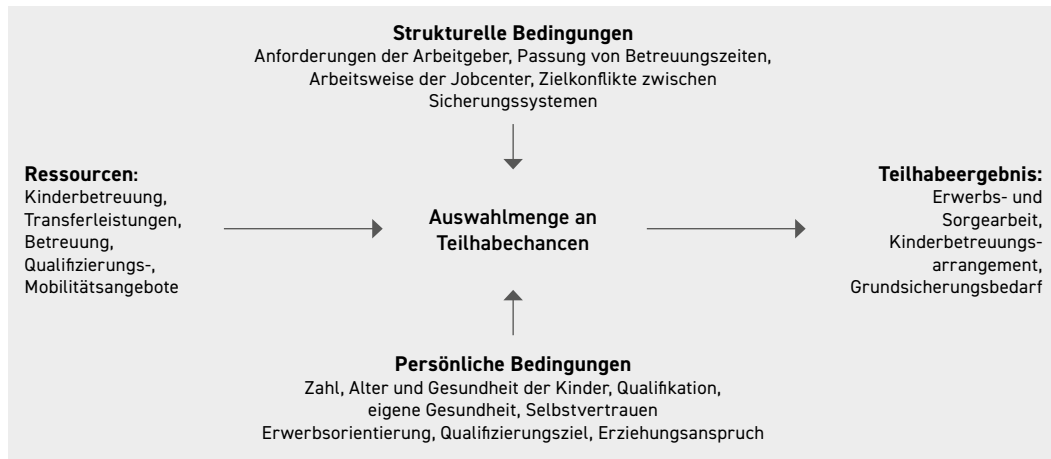 Strukturelle Bedingungen
Anforderungen der Arbeitgeber, Passung von Betreuungszeiten,
Arbeitsweise der Jobcenter, Zielkonflikte zwischen
Sicherungssystemen
Ressourcen:
Kinderbetreuung,
Transferleistungen,
Betreuung,
Qualifizierungs-,
Mobilitätsangebote
Auswahlmenge an
Teilhabechancen
Teilhabeergebnis:
Erwerbs- und
Sorgearbeit,
Kinderbetreuungs-
arrangement,
Grundsicherungsbedarf
Persönliche Bedingungen
Zahl, Alter und Gesundheit der Kinder, Qualifikation,
eigene Gesundheit, Selbstvertrauen
Erwerbsorientierung, Qualifizierungsziel, Erziehungsanspruch